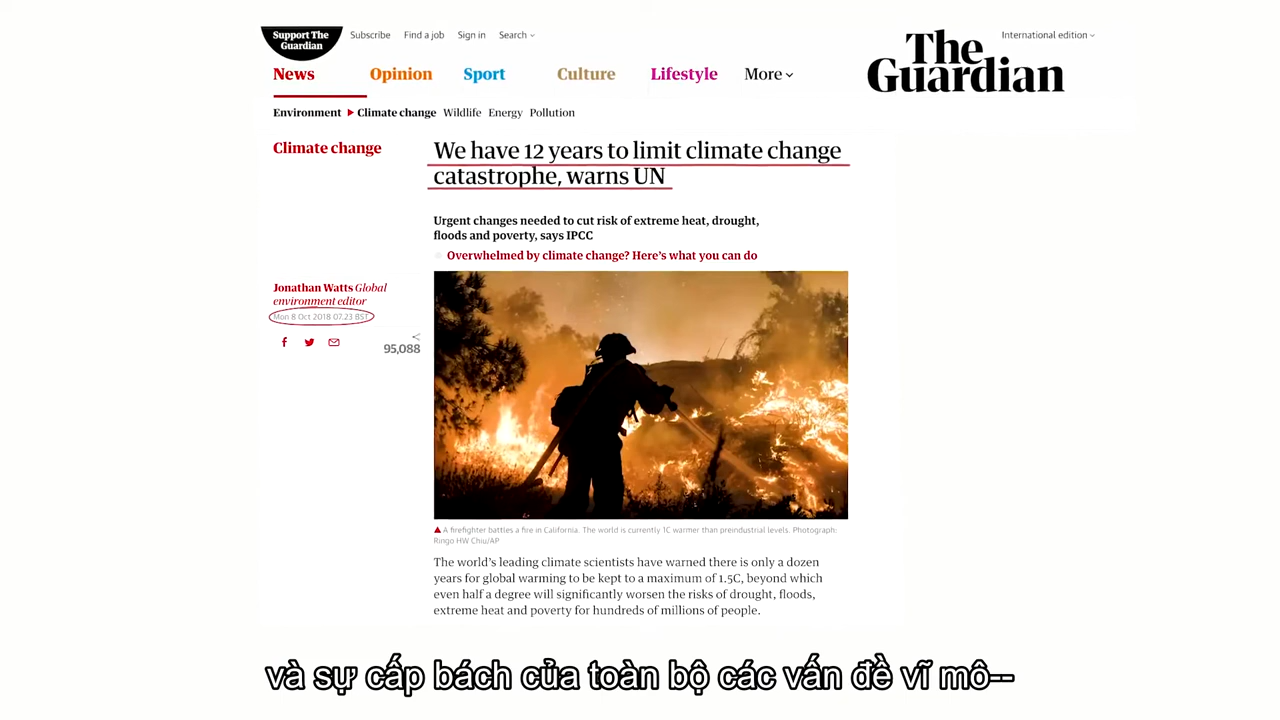 Support The
Guardian
Subscribe Find a job Sign in Search
International edition
The
Guardian
News Opinion Sport Culture Lifestyle More
Environment Climate change Wildlife Energy Pollution
Climate change
We have 12 years to limit climate change
catastrophe, warns UN
Urgent changes needed to cut risk of extreme heat, drought,
floods and poverty, says IPCC
Overwhelmed by climate change? Here's what you can do
Jonathan Watts Global
environment editor
Mon 8 Oct 2018 07.23 BST
95,088
A firefighter battles a fire in California. The world is currently 1C warmer than preindustrial levels. Photograph:
Ringo HW Chiu/AP
The world's leading climate scientists have warned there is only a dozen
years for global warming to be kept to a maximum of 1.5C, beyond which
even half a degree will significantly worsen the risks of drought, floods,
extreme heat and poverty for hundreds of millions of people.
và sự cấp bách của toàn bộ các vấn đề vĩ mô--